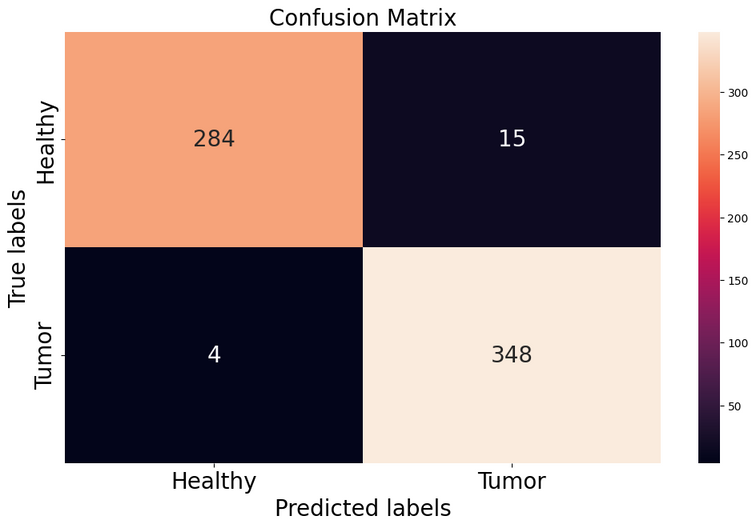 Confusion Matrix
True labels
Healthy
Tumor
284
15
4
348
Healthy
Tumor
Predicted labels
300
250
200
150
100
50